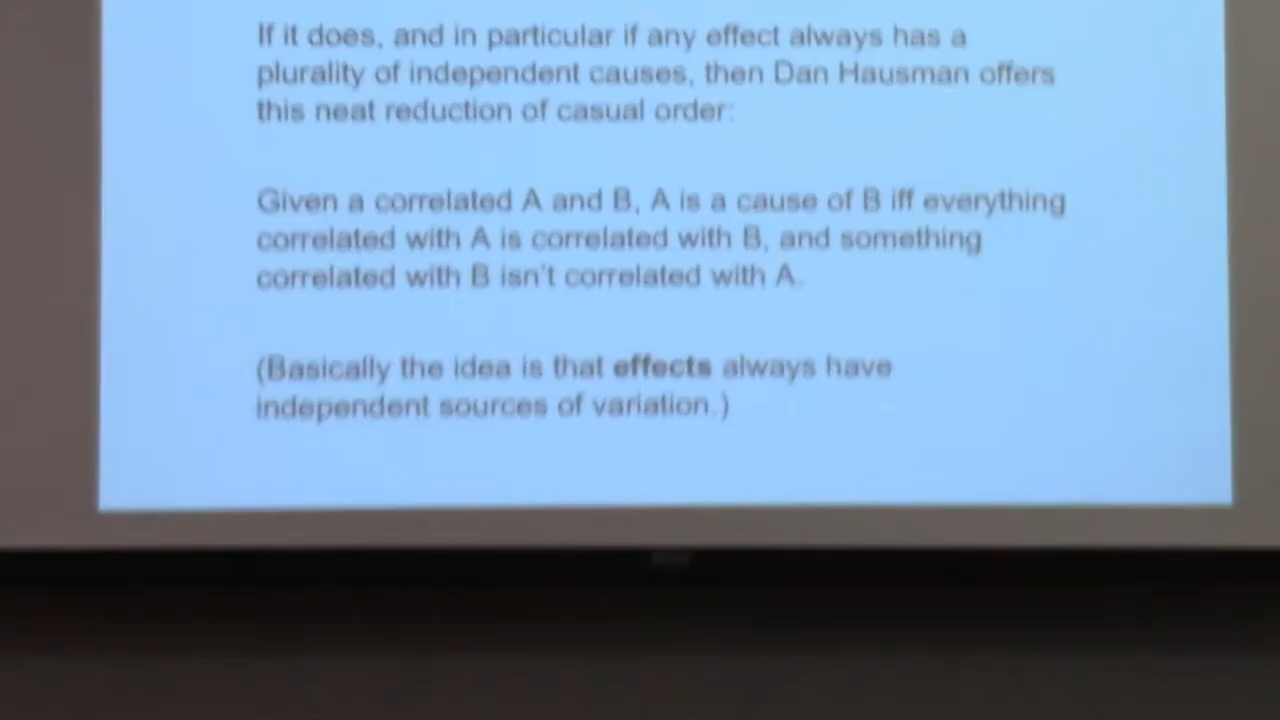 If it does, and in particular if any effect always has a
plurality of independent causes, then Dan Hausman offers
this neat reduction of casual order:
Given a correlated A and B, A is a cause of B iff everything
correlated with A is correlated with B, and something
correlated with B isn't correlated with A.
(Basically the idea is that effects always have
independent sources of variation.)